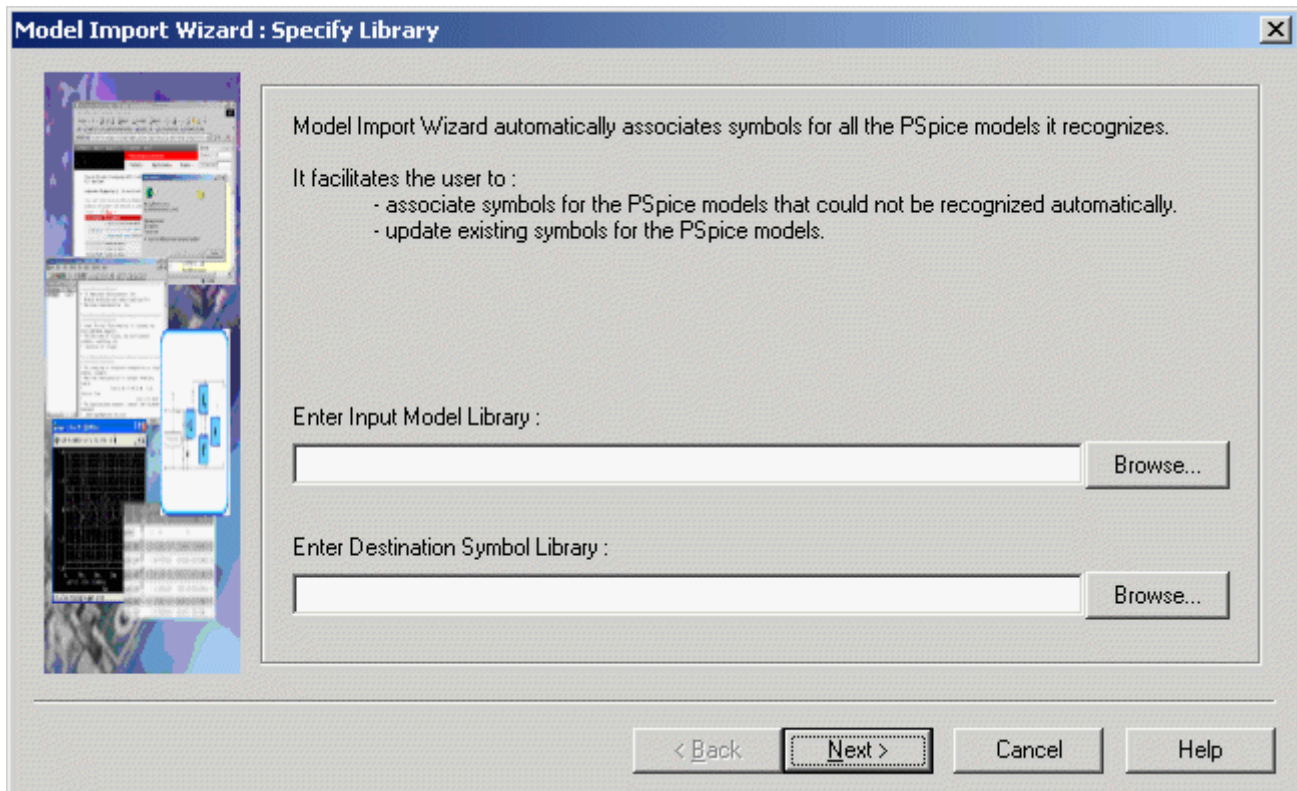 Model Import Wizard : Specify Library
Model Import Wizard automatically associates symbols for all the PSpice models it recognizes.
It facilitates the user to :
- associate symbols for the PSpice models that could not be recognized automatically.
- update existing symbols for the PSpice models.
Enter Input Model Library :
Browse...
Enter Destination Symbol Library :
Browse...
< Back
Next >
Cancel
Help